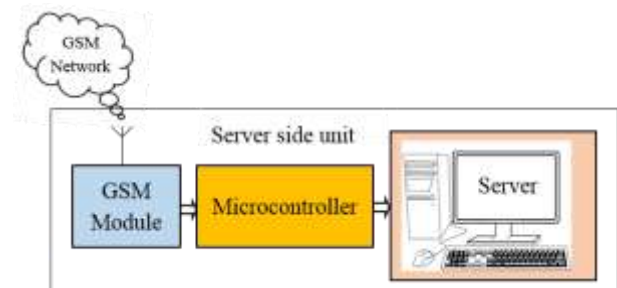 GSM
Network
Server side unit
GSM
Module
Microcontroller
Server